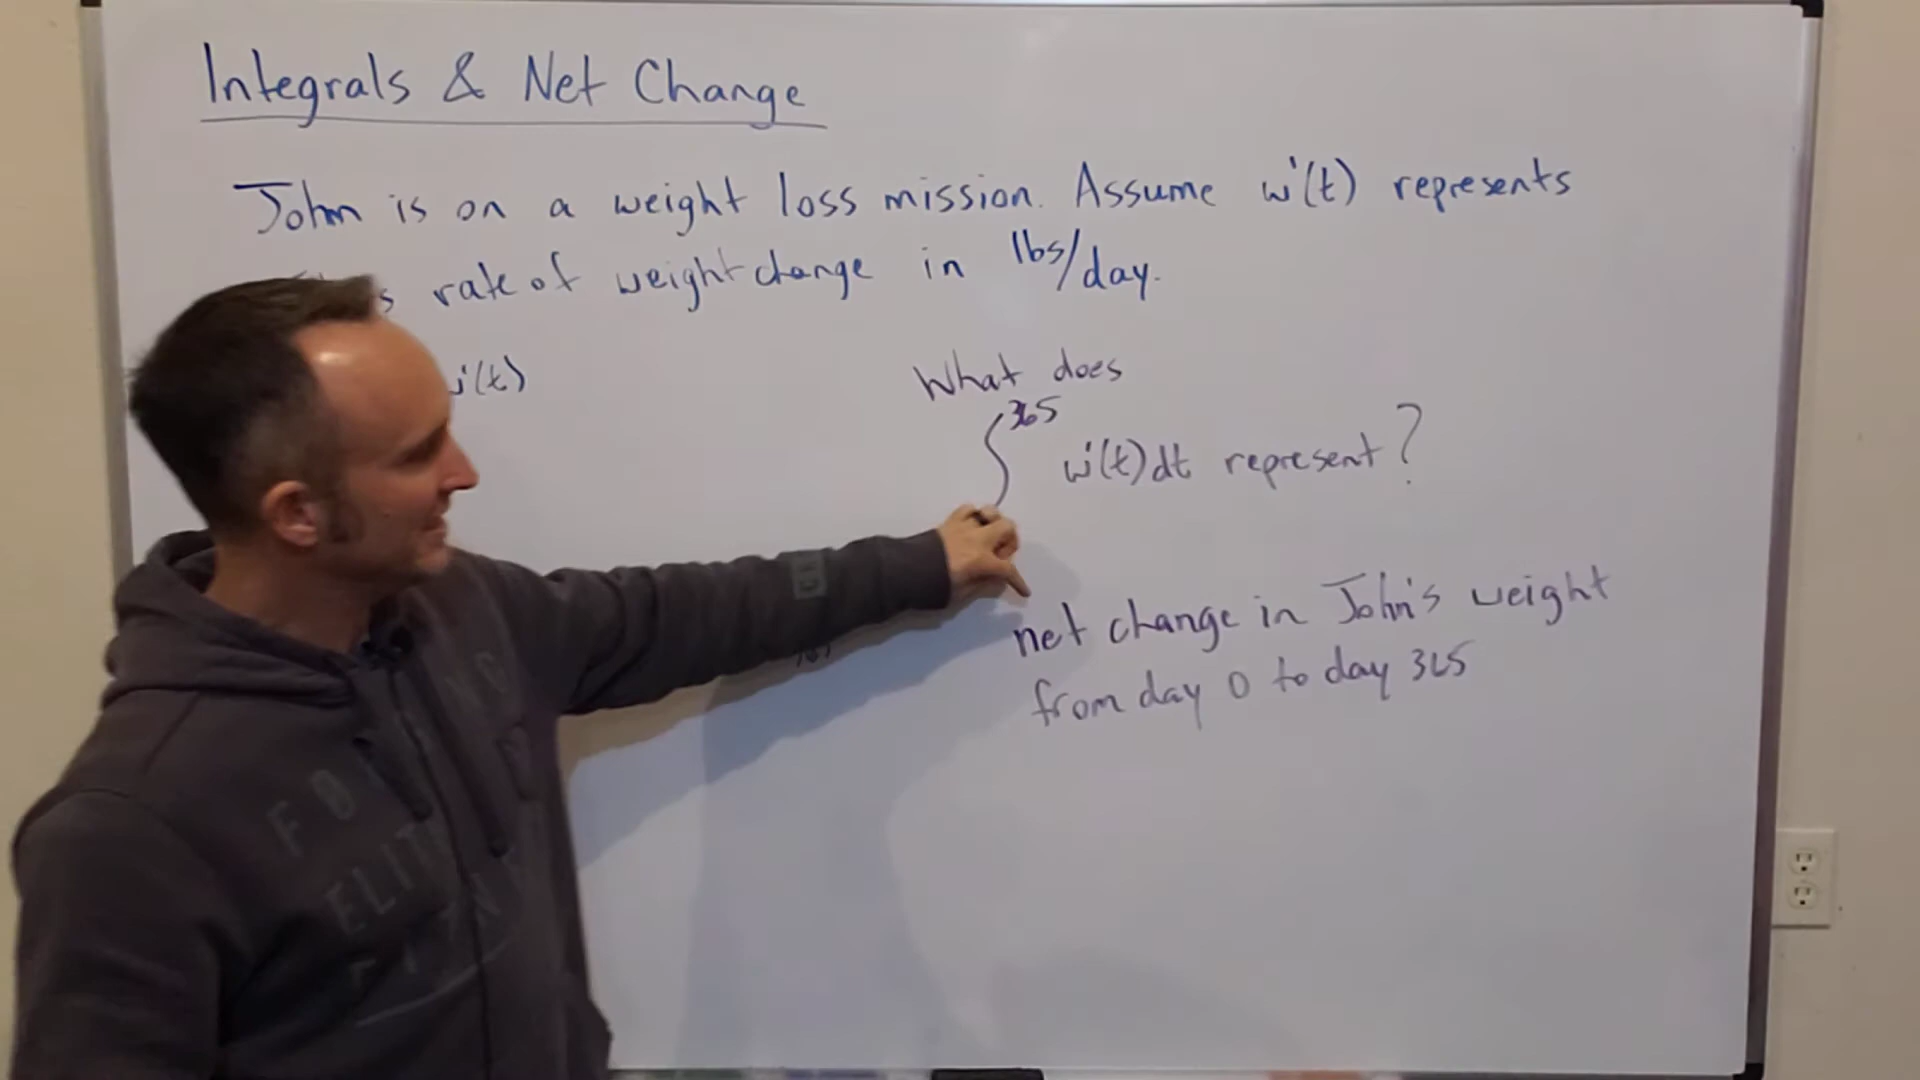 Integrals & Net Change
John is on a weight loss mission. Assume w'(t) represents
rate of weight change in lbs/day.
w'(t)
What does
∫³⁶⁵ w'(t)dt represent?
net change in John's weight
from day 0 to day 365